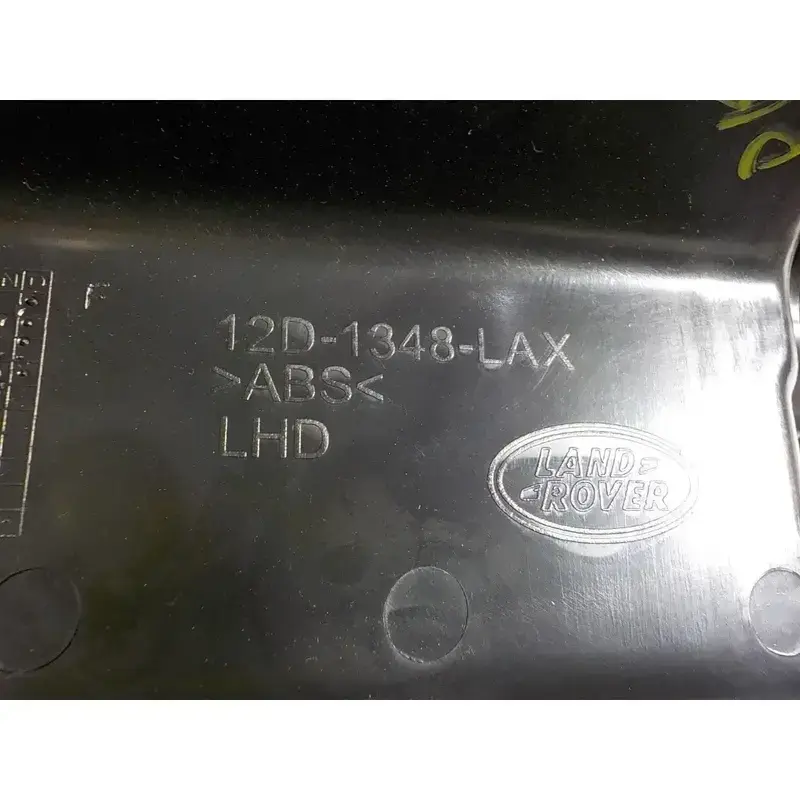 F
12D-1348-LAX
>ABS<
LHD
LAND
ROVER